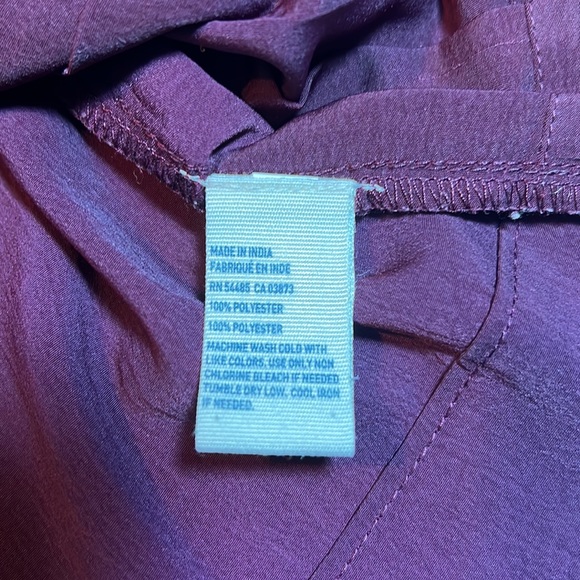 MADE IN INDIA
FABRIQUÉ EN INDE
RN 54485 CA 03873
100% POLYESTER
100% POLYESTER
MACHINE WASH COLD WITH
LIKE COLORS. USE ONLY NON
CHLORINE BLEACH IF NEEDED
TUMBLE DRY LOW. COOL IRON
IF NEEDED.